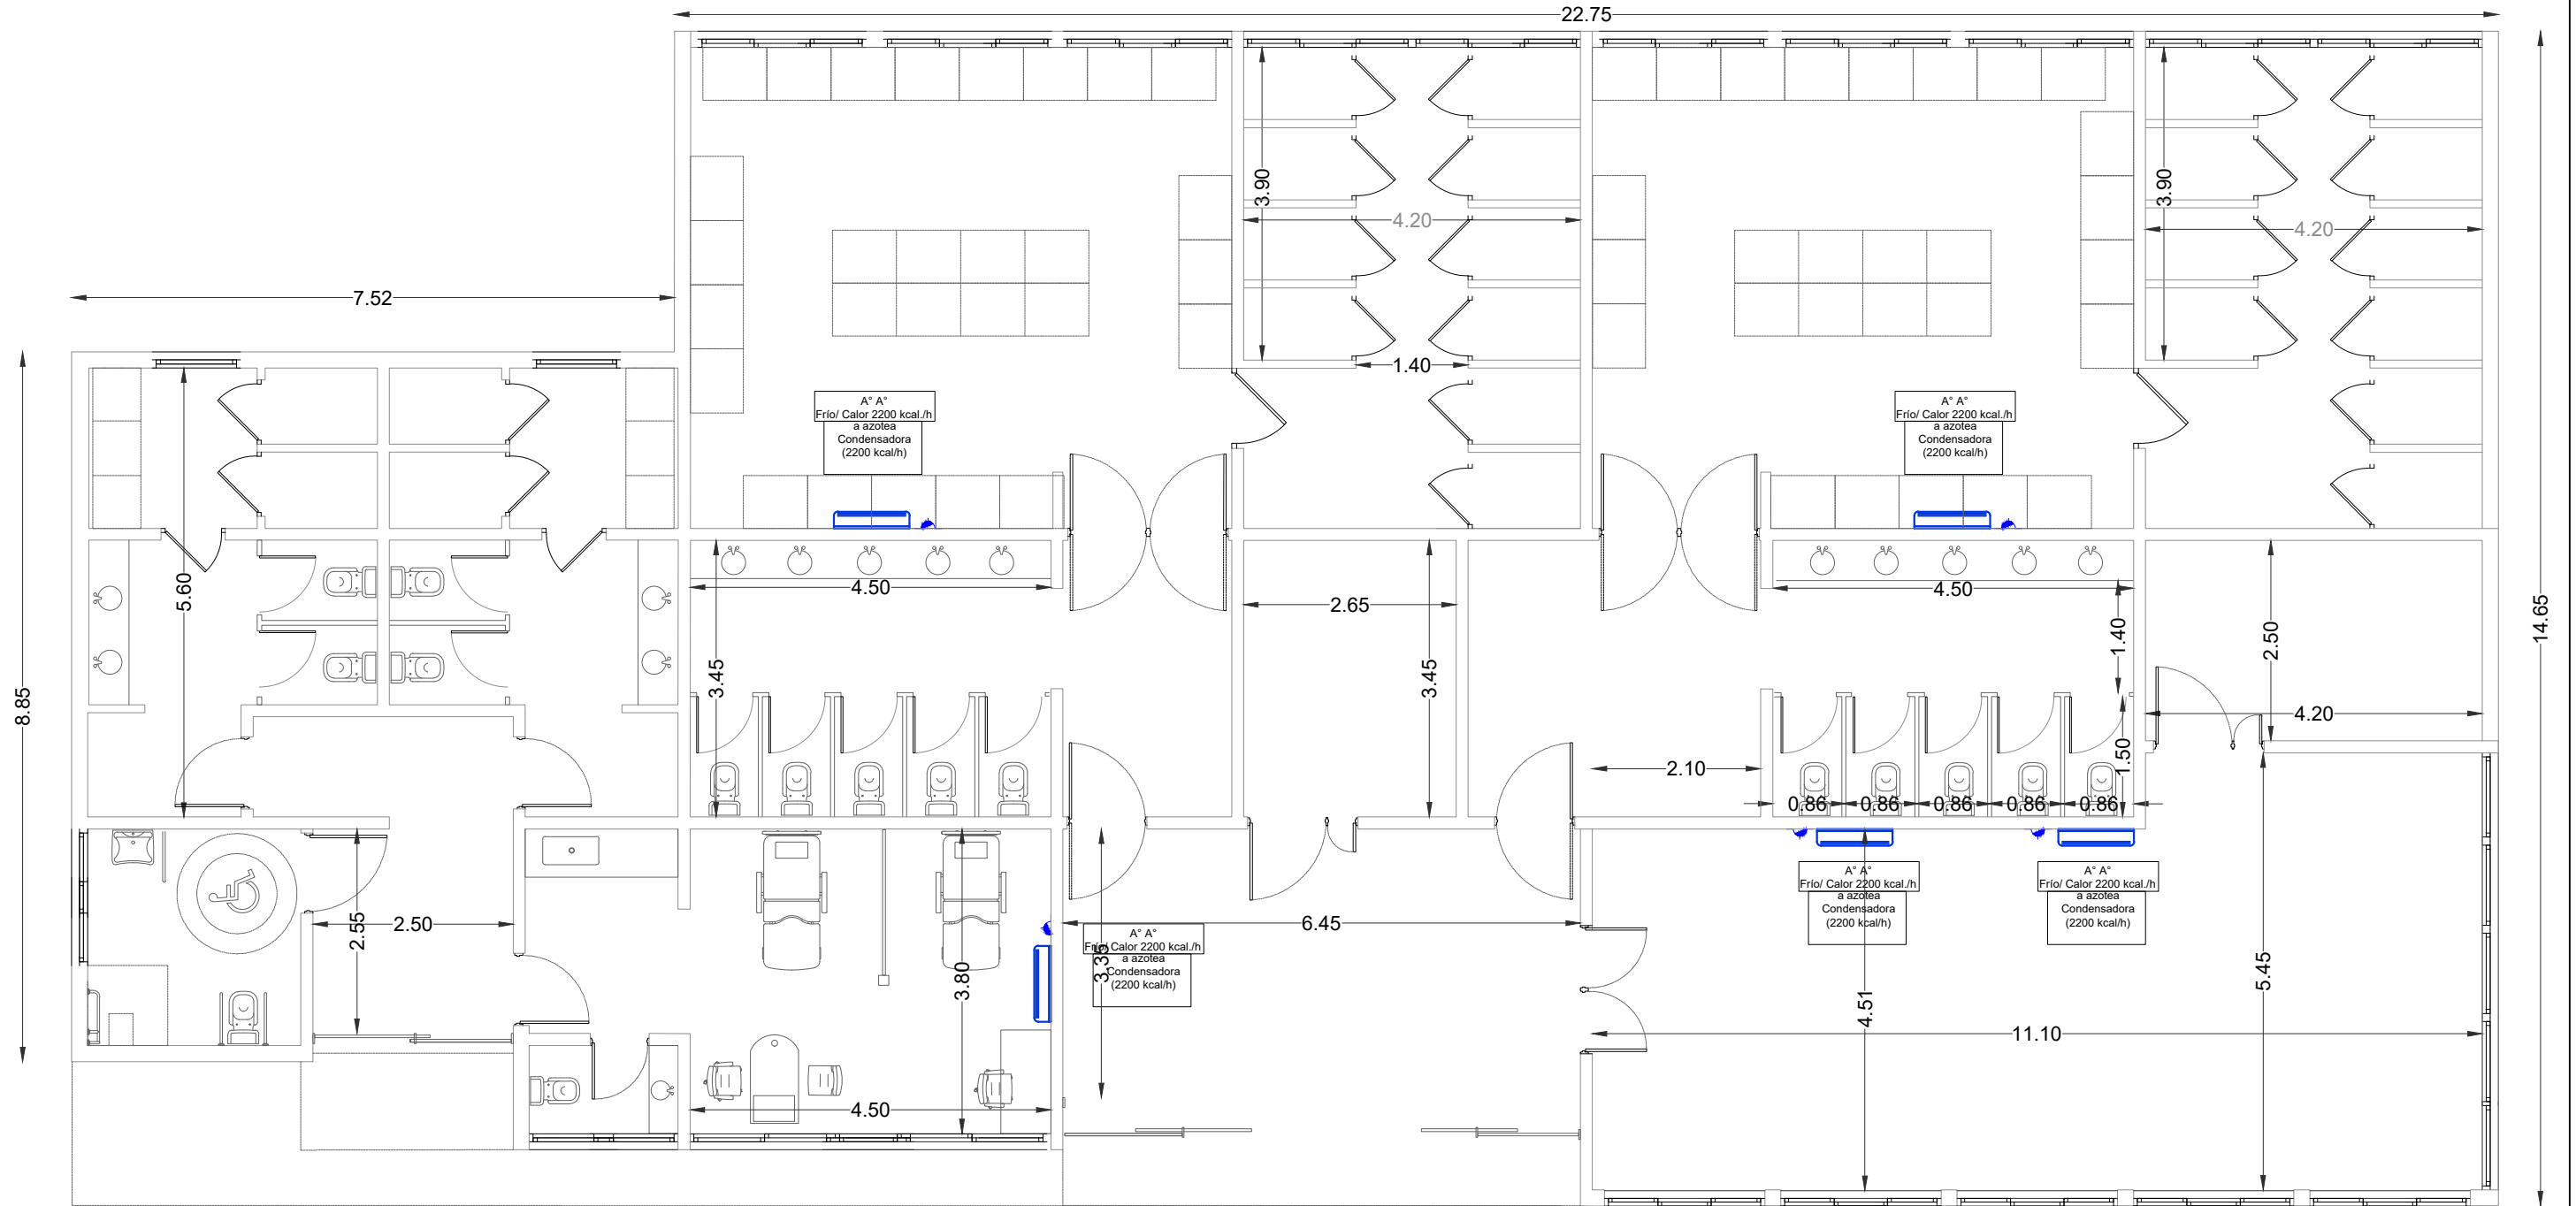 22.75
3.90
3.90
4.20
4.20
7.52
1.40
A° A°
Frío/ Calor 2200 kcal./h
a azotea
Condensadora
(2200 kcal/h)
A° A°
Frío/ Calor 2200 kcal./h
a azotea
Condensadora
(2200 kcal/h)
5.60
4.50
2.65
4.50
1.40
2.50
14.65
8.85
3.45
3.45
4.20
2.10
1.50
0.86
0.86
0.86
0.86
0.86
2.55
2.50
6.45
A° A°
Frío/ Calor 2200 kcal./h
a azotea
Condensadora
(2200 kcal/h)
A° A°
Frío/ Calor 2200 kcal./h
a azotea
Condensadora
(2200 kcal/h)
A° A°
Frío/ Calor 2200 kcal./h
a azotea
Condensadora
(2200 kcal/h)
3.80
4.51
5.45
11.10
4.50